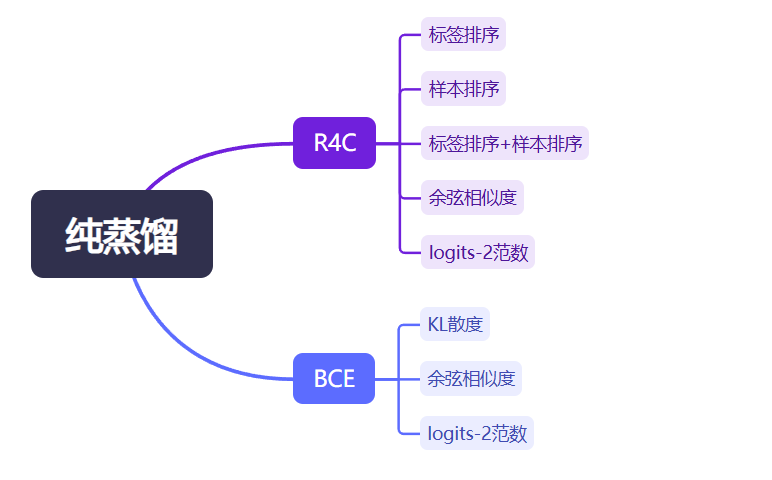 纯蒸馏
R4C
标签排序
样本排序
标签排序+样本排序
余弦相似度
logits-2范数
BCE
KL散度
余弦相似度
logits-2范数